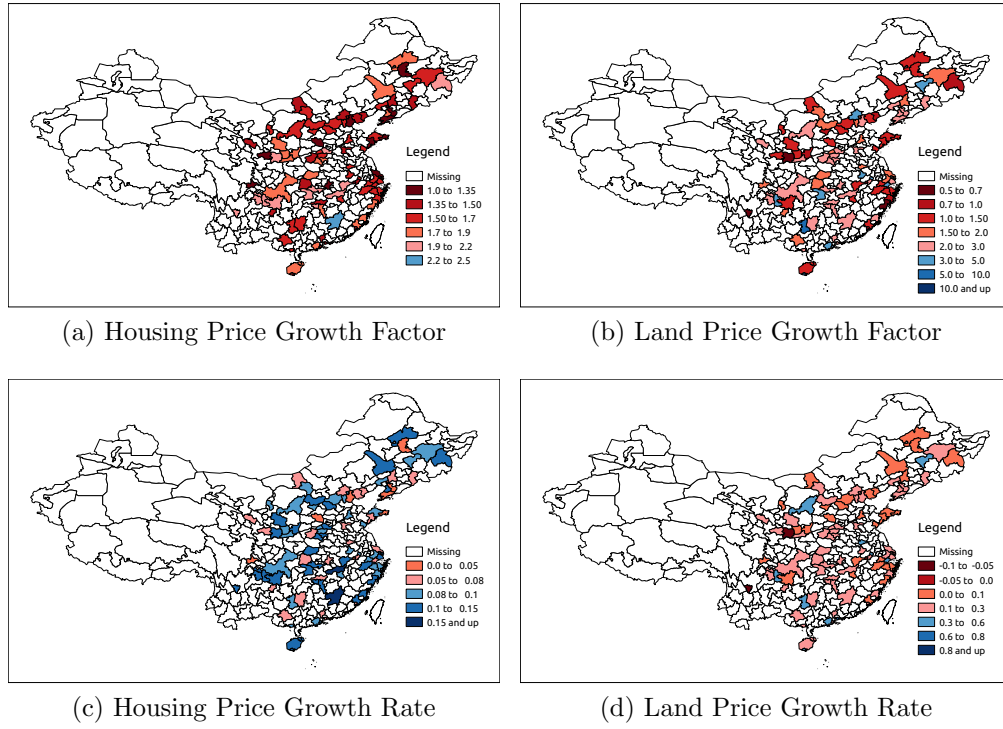 Legend
Missing
1.0 to 1.35
1.35 to 1.50
1.50 to 1.7
1.7 to 1.9
1.9 to 2.2
2.2 to 2.5
(a) Housing Price Growth Factor
Legend
Missing
0.5 to 0.7
0.7 to 1.0
1.0 to 1.50
1.50 to 2.0
2.0 to 3.0
3.0 to 5.0
5.0 to 10.0
10.0 and up
(b) Land Price Growth Factor
Legend
Missing
0.0 to 0.05
0.05 to 0.08
0.08 to 0.1
0.1 to 0.15
0.15 and up
(c) Housing Price Growth Rate
Legend
Missing
-0.1 to -0.05
-0.05 to 0.0
0.0 to 0.1
0.1 to 0.3
0.3 to 0.6
0.6 to 0.8
0.8 and up
(d) Land Price Growth Rate